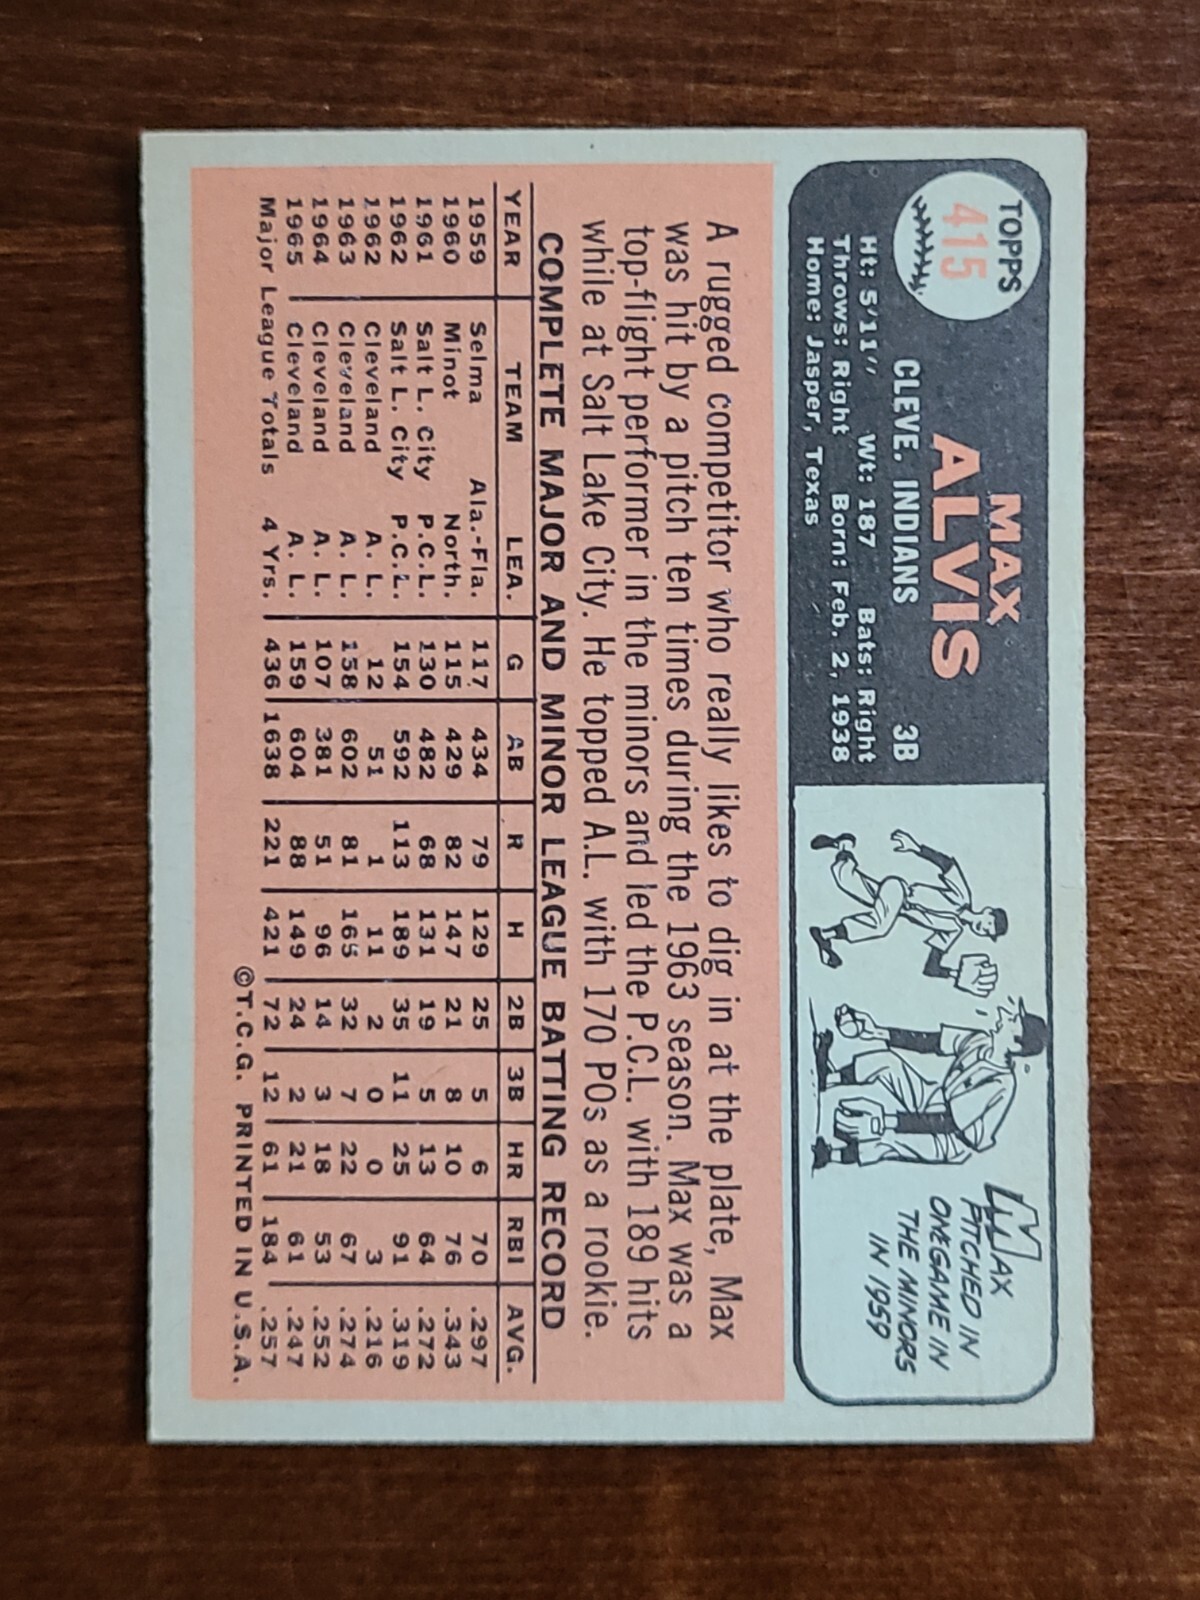 TOPPS
415
MAX
ALVIS
CLEVE. INDIANS 3B
Ht: 5'11" Wt: 187 Bats: Right
Throws: Right Born: Feb. 2, 1938
Home: Jasper, Texas
MAX
PITCHED IN
ONE GAME IN
THE MINORS
IN 1959
A rugged competitor who really likes to dig in at the plate, Max
was hit by a pitch ten times during the 1963 season. Max was a
top-flight performer in the minors and led the P.C.L. with 189 hits
while at Salt Lake City. He topped A.L. with 170 POs as a rookie.
COMPLETE MAJOR AND MINOR LEAGUE BATTING RECORD
YEAR TEAM LEA. G AB R H 2B 3B HR RBI AVG.
1959 Selma Ala.-Fla. 117 434 79 129 25 5 6 70 .297
1960 Minot North. 115 429 82 147 21 8 10 76 .343
1961 Salt L. City P.C.L. 130 482 68 131 19 5 13 64 .272
1962 Salt L. City P.C.L. 154 592 113 189 35 11 25 91 .319
1962 Cleveland A. L. 12 51 1 11 2 0 0 3 .216
1963 Cleveland A. L. 158 602 81 165 32 7 22 67 .274
1964 Cleveland A. L. 107 381 51 96 14 3 18 53 .252
1965 Cleveland A. L. 159 604 88 149 24 2 21 61 .247
Major League Totals 4 Yrs. 436 1638 221 421 72 12 61 184 .257
©T.C.G. PRINTED IN U.S.A.